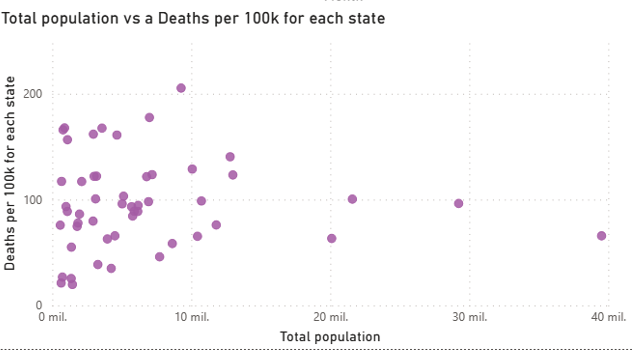 Total population vs a Deaths per 100k for each state
Deaths per 100k for each state
200
100
0
0 mil.
10 mil.
20 mil.
30 mil.
40 mil.
Total population